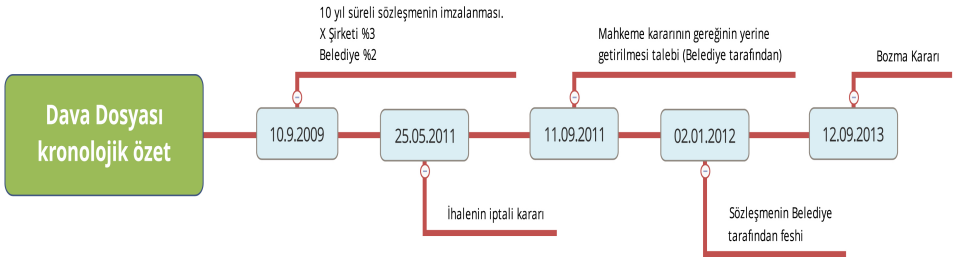 Dava Dosyası
kronolojik özet
10 yıl süreli sözleşmenin imzalanması.
X Şirketi %3
Belediye %2
10.9.2009
25.05.2011
İhalenin iptali kararı
Mahkeme kararının gereğinin yerine
getirilmesi talebi (Belediye tarafından)
11.09.2011
02.01.2012
Sözleşmenin Belediye
tarafından feshi
Bozma Kararı
12.09.2013